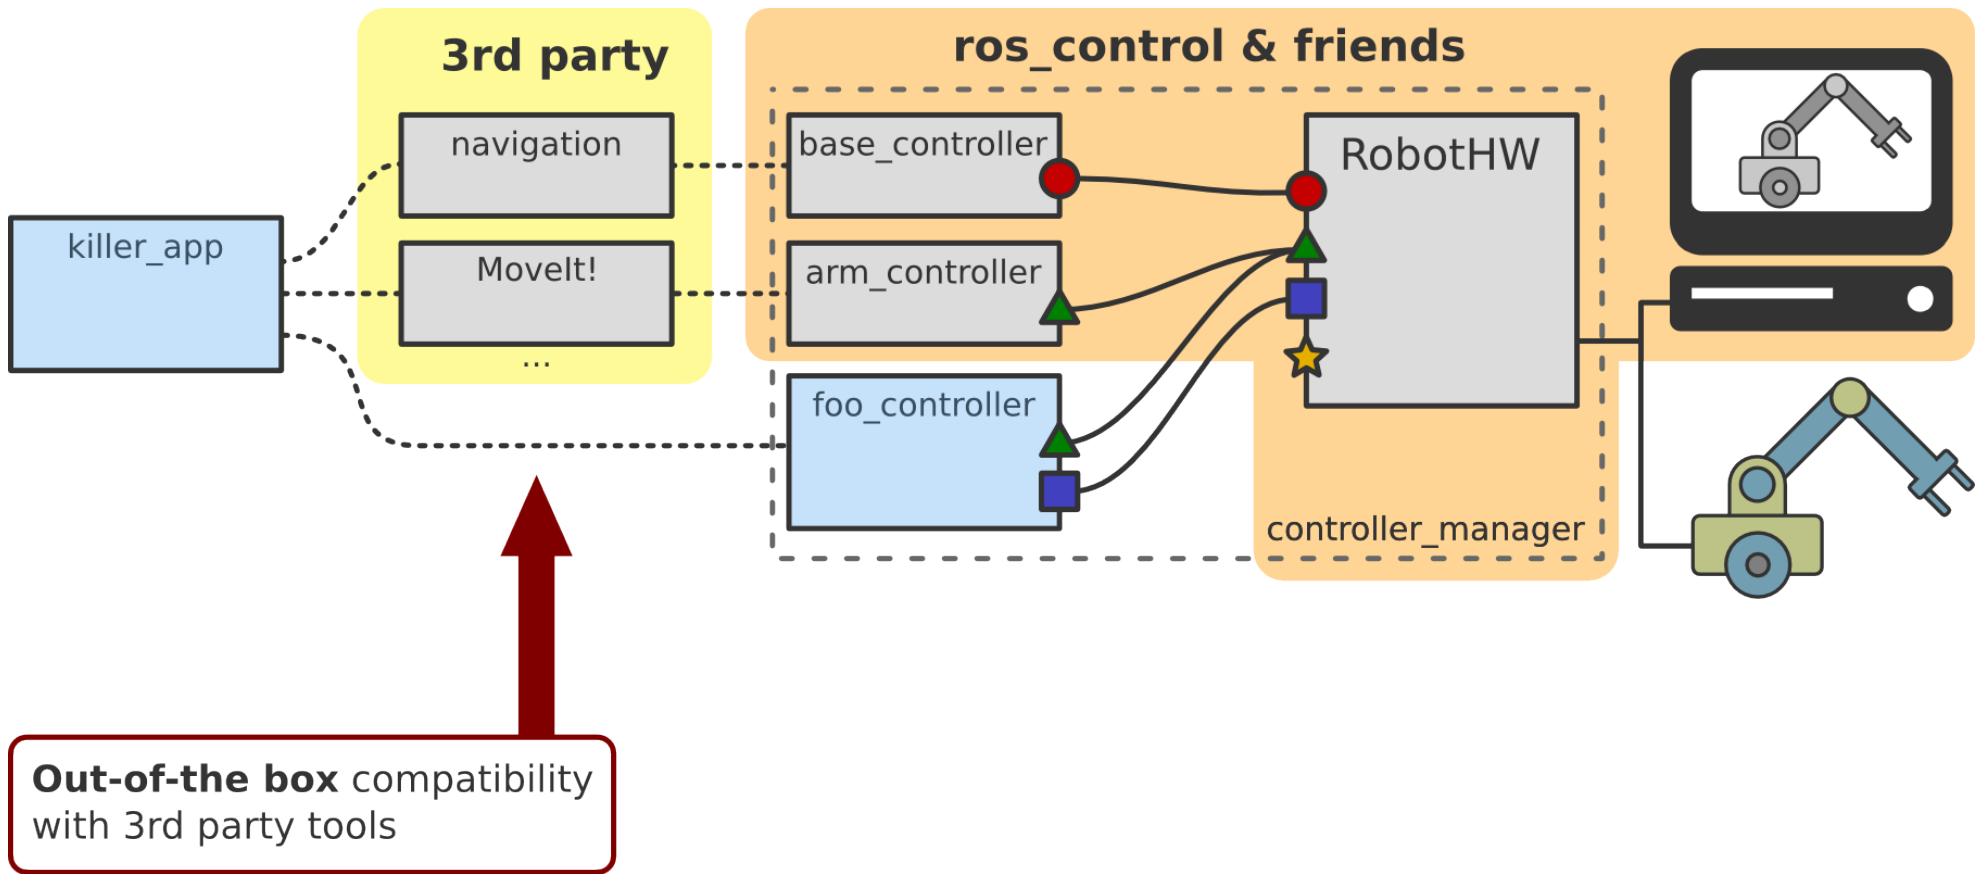 3rd party
ros_control & friends
navigation
base_controller
RobotHW
killer_app
MoveIt!
arm_controller
...
foo_controller
controller_manager
Out-of-the box compatibility
with 3rd party tools